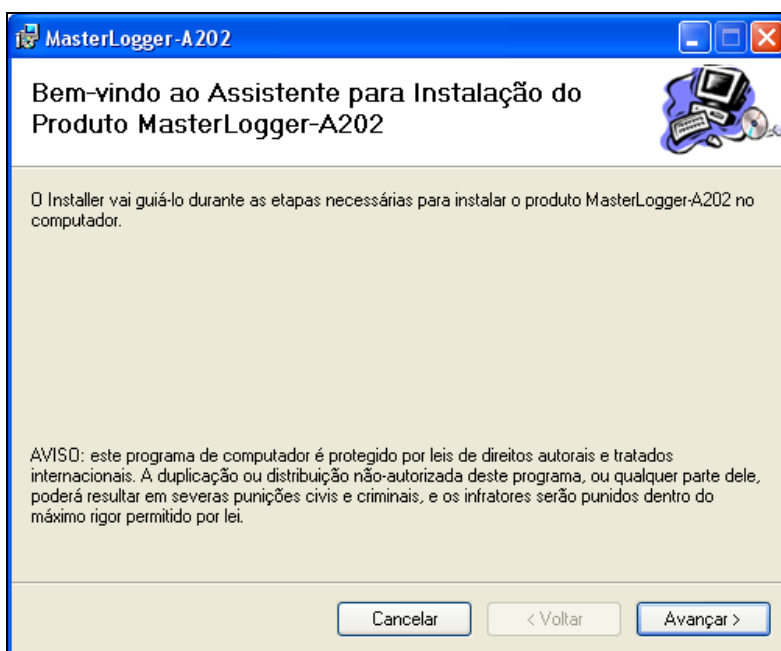 MasterLogger-A202
Bem-vindo ao Assistente para Instalação do
Produto MasterLogger-A202
O Installer vai guiá-lo durante as etapas necessárias para instalar o produto MasterLogger-A202 no
computador.
AVISO: este programa de computador é protegido por leis de direitos autorais e tratados
internacionais. A duplicação ou distribuição não-autorizada deste programa, ou qualquer parte dele,
poderá resultar em severas punições civis e criminais, e os infratores serão punidos dentro do
máximo rigor permitido por lei.
Cancelar
< Voltar
Avançar >